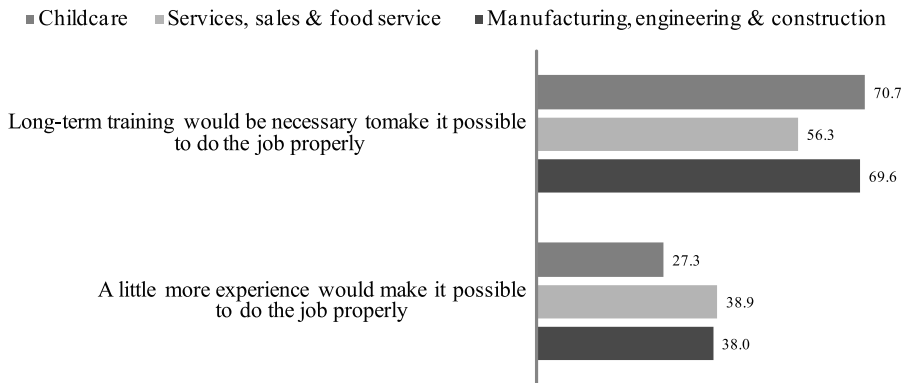 Childcare Services, sales & food service Manufacturing, engineering & construction
70.7
Long-term training would be necessary tomake it possible
to do the job properly
56.3
69.6
27.3
A little more experience would make it possible
to do the job properly
38.9
38.0